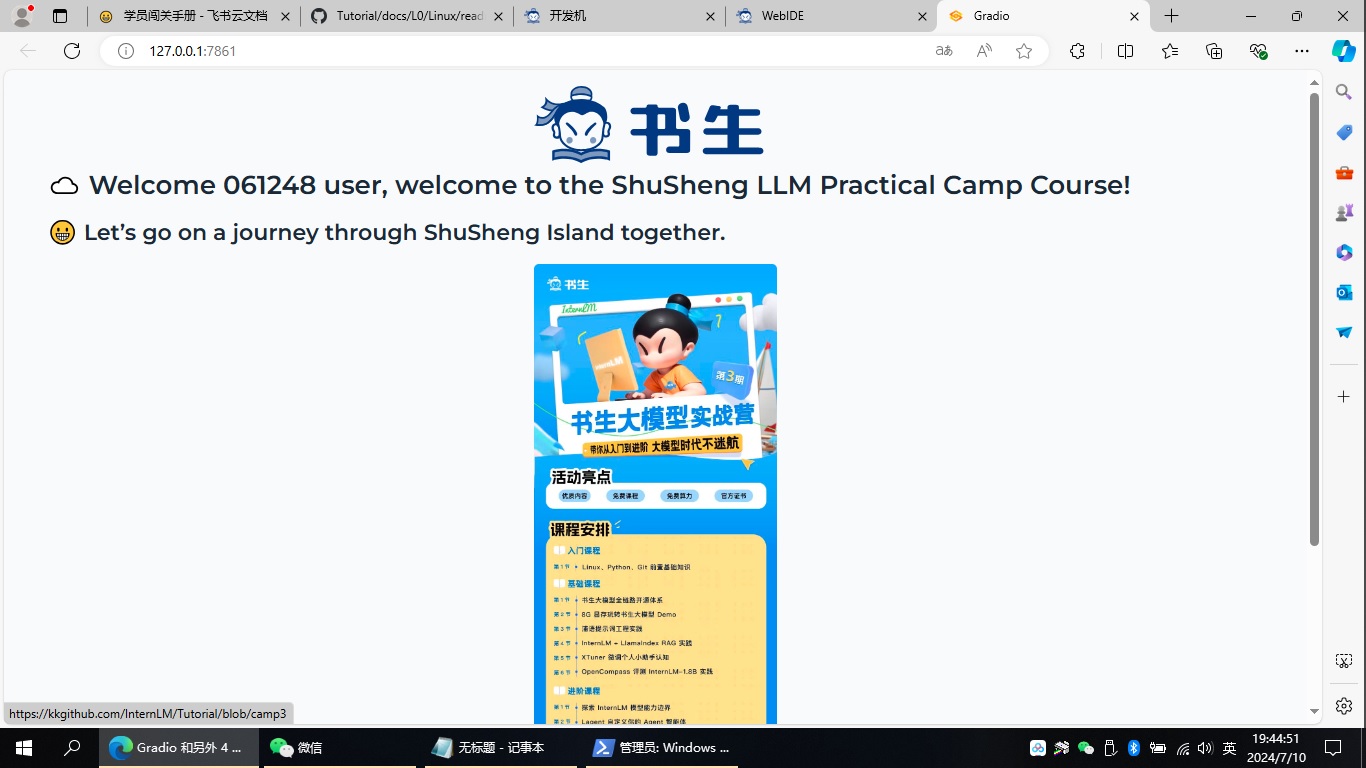 学员闯关手册 - 飞书云文档
Tutorial/docs/L0/Linux/read
开发机
WebIDE
Gradio
127.0.0.1:7861
书生
Welcome 061248 user, welcome to the ShuSheng LLM Practical Camp Course!
😀 Let’s go on a journey through ShuSheng Island together.
书生
InternLM
第3期
书生大模型实战营
带你从入门到进阶 大模型时代不迷航
活动亮点
优质内容 免费课程 免费算力 官方证书
课程安排
入门课程
第1节 Linux、Python、Git 前置基础知识
基础课程
第1节 书生大模型全链路开源体系
第2节 8G 显存玩转书生大模型 Demo
第3节 浦语提示词工程实践
第4节 InternLM + LlamaIndex RAG 实践
第5节 XTuner 微调个人小助手认知
第6节 OpenCompass 评测 InternLM-1.8B 实践
进阶课程
第1节 探索 InternLM 模型能力边界
第2节 Lagent 自定义你的 Agent 智能体
https://kkgithub.com/InternLM/Tutorial/blob/camp3
Gradio 和另外 4 ...
微信
无标题 - 记事本
管理员: Windows ...
英
19:44:51
2024/7/10